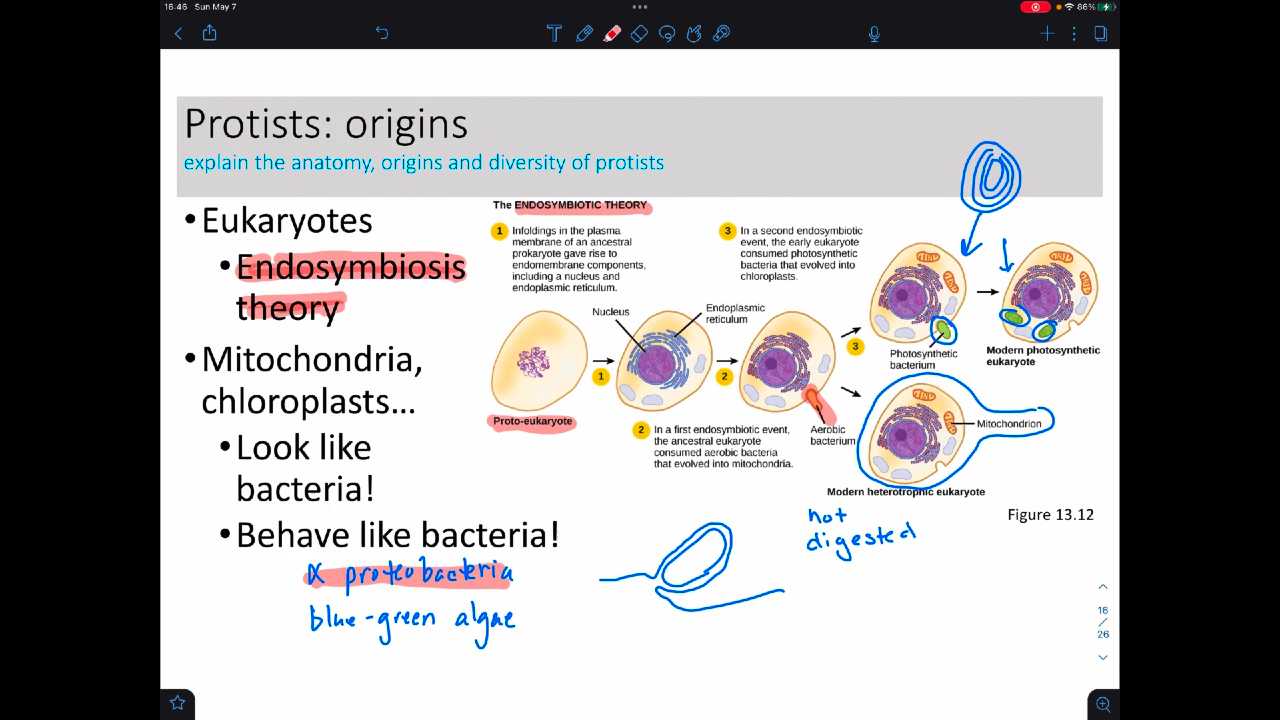 16:46 Sun May 7
86%
Protists: origins
explain the anatomy, origins and diversity of protists
• Eukaryotes
• Endosymbiosis
theory
• Mitochondria,
chloroplasts...
• Look like
bacteria!
• Behave like bacteria!
α proteobacteria
blue-green algae
The ENDOSYMBIOTIC THEORY
1 Infoldings in the plasma
membrane of an ancestral
prokaryote gave rise to
endomembrane components,
including a nucleus and
endoplasmic reticulum.
3 In a second endosymbiotic
event, the early eukaryote
consumed photosynthetic
bacteria that evolved into
chloroplasts.
Nucleus
Endoplasmic
reticulum
1
2
3
Proto-eukaryote
2 In a first endosymbiotic event,
the ancestral eukaryote
consumed aerobic bacteria
that evolved into mitochondria.
Aerobic
bacterium
Photosynthetic
bacterium
Modern photosynthetic
eukaryote
Mitochondrion
Modern heterotrophic eukaryote
Figure 13.12
not
digested
16
/
26